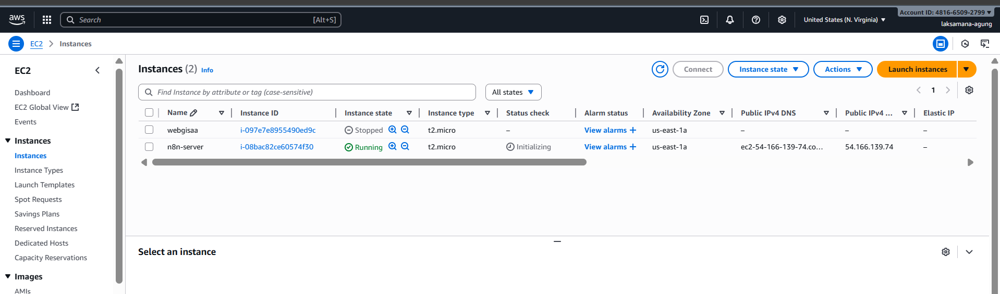 aws
Search [Alt+S]
United States (N. Virginia)
Account ID: 4816-6509-2799
laksamana-agung
EC2 Instances
EC2
Dashboard
EC2 Global View
Events
Instances
Instances
Instance Types
Launch Templates
Spot Requests
Savings Plans
Reserved Instances
Dedicated Hosts
Capacity Reservations
Images
AMIs
Instances (2) Info
Connect Instance state Actions Launch instances
Find Instance by attribute or tag (case-sensitive) All states 1
Name Instance ID Instance state Instance type Status check Alarm status Availability Zone Public IPv4 DNS Public IPv4 ... Elastic IP
webgisaa i-097e7e8955490ed9c Stopped t2.micro – View alarms + us-east-1a – – –
n8n-server i-08bac82ce60574f30 Running t2.micro Initializing View alarms + us-east-1a ec2-54-166-139-74.co... 54.166.139.74 –
Select an instance